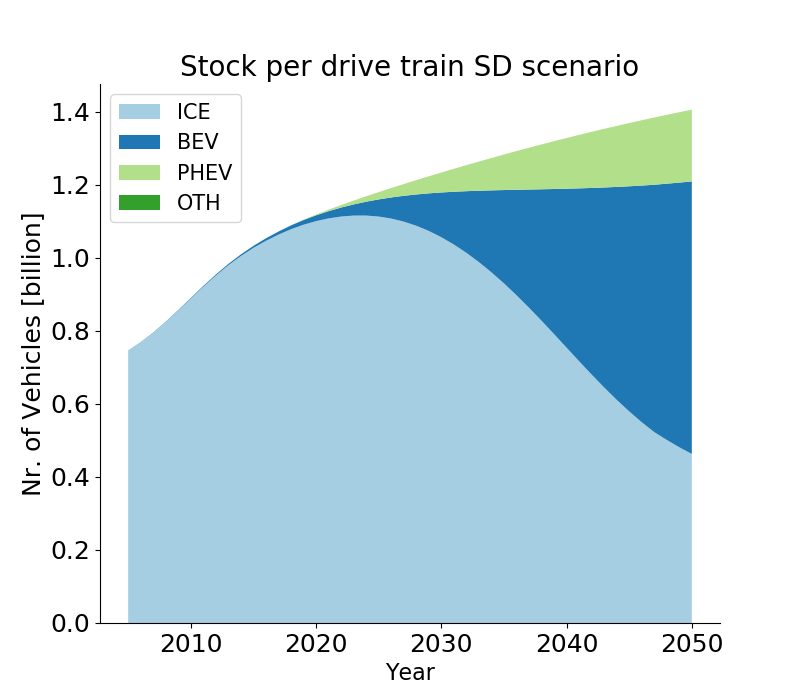 Stock per drive train SD scenario
ICE
BEV
PHEV
OTH
Nr. of Vehicles [billion]
1.4
1.2
1.0
0.8
0.6
0.4
0.2
0.0
2010 2020 2030 2040 2050
Year